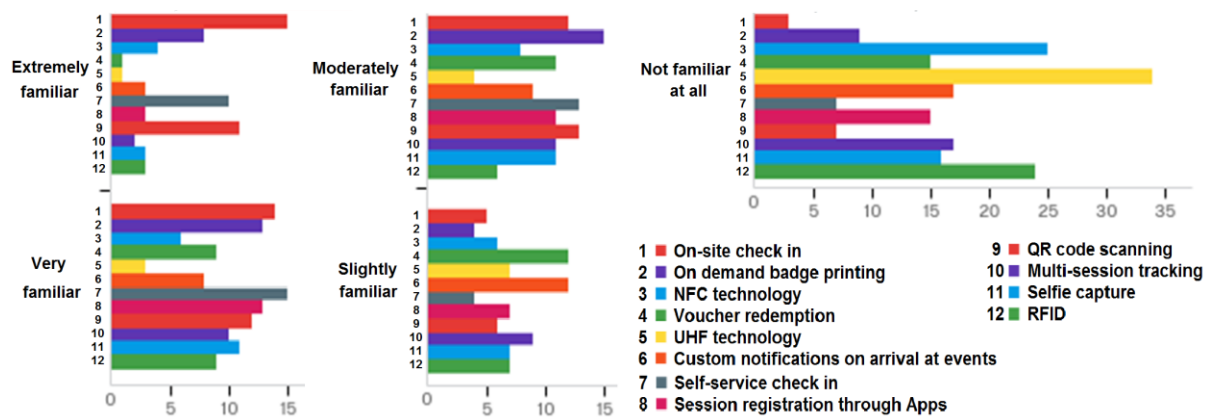 Extremely
familiar
1
2
3
4
5
6
7
8
9
10
11
12
Moderately
familiar
1
2
3
4
5
6
7
8
9
10
11
12
Not familiar
at all
1
2
3
4
5
6
7
8
9
10
11
12
0 5 10 15 20 25 30 35
Very
familiar
1
2
3
4
5
6
7
8
9
10
11
12
0 5 10 15
Slightly
familiar
1
2
3
4
5
6
7
8
9
10
11
12
0 5 10 15
1 On-site check in
2 On demand badge printing
3 NFC technology
4 Voucher redemption
5 UHF technology
6 Custom notifications on arrival at events
7 Self-service check in
8 Session registration through Apps
9 QR code scanning
10 Multi-session tracking
11 Selfie capture
12 RFID